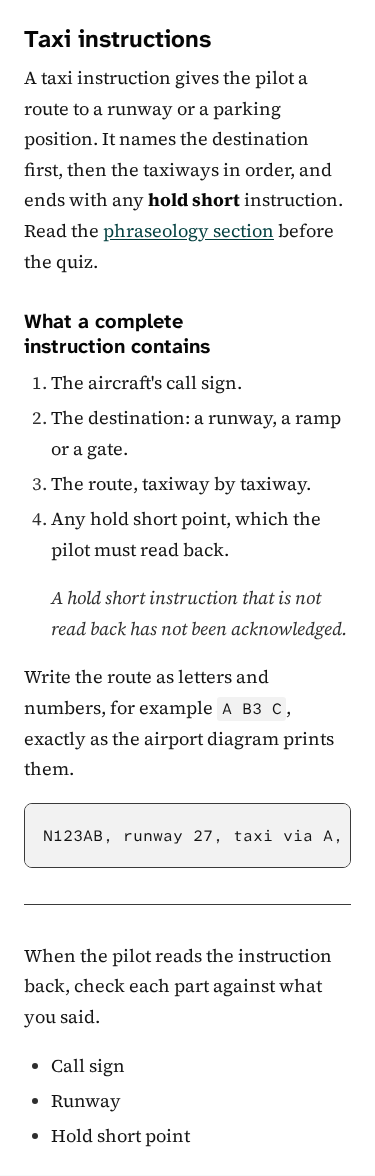 Taxi instructions
A taxi instruction gives the pilot a
route to a runway or a parking
position. It names the destination
first, then the taxiways in order, and
ends with any hold short instruction.
Read the phraseology section before
the quiz.
What a complete
instruction contains
1. The aircraft's call sign.
2. The destination: a runway, a ramp
or a gate.
3. The route, taxiway by taxiway.
4. Any hold short point, which the
pilot must read back.
A hold short instruction that is not
read back has not been acknowledged.
Write the route as letters and
numbers, for example A B3 C,
exactly as the airport diagram prints
them.
N123AB, runway 27, taxi via A,
When the pilot reads the instruction
back, check each part against what
you said.
• Call sign
• Runway
• Hold short point